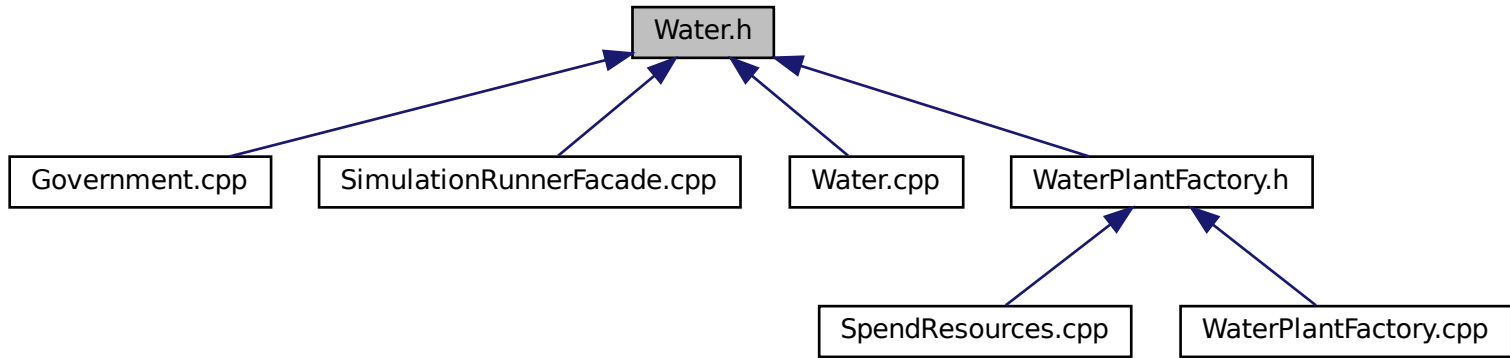 Water.h
Government.cpp
SimulationRunnerFacade.cpp
Water.cpp
WaterPlantFactory.h
SpendResources.cpp
WaterPlantFactory.cpp